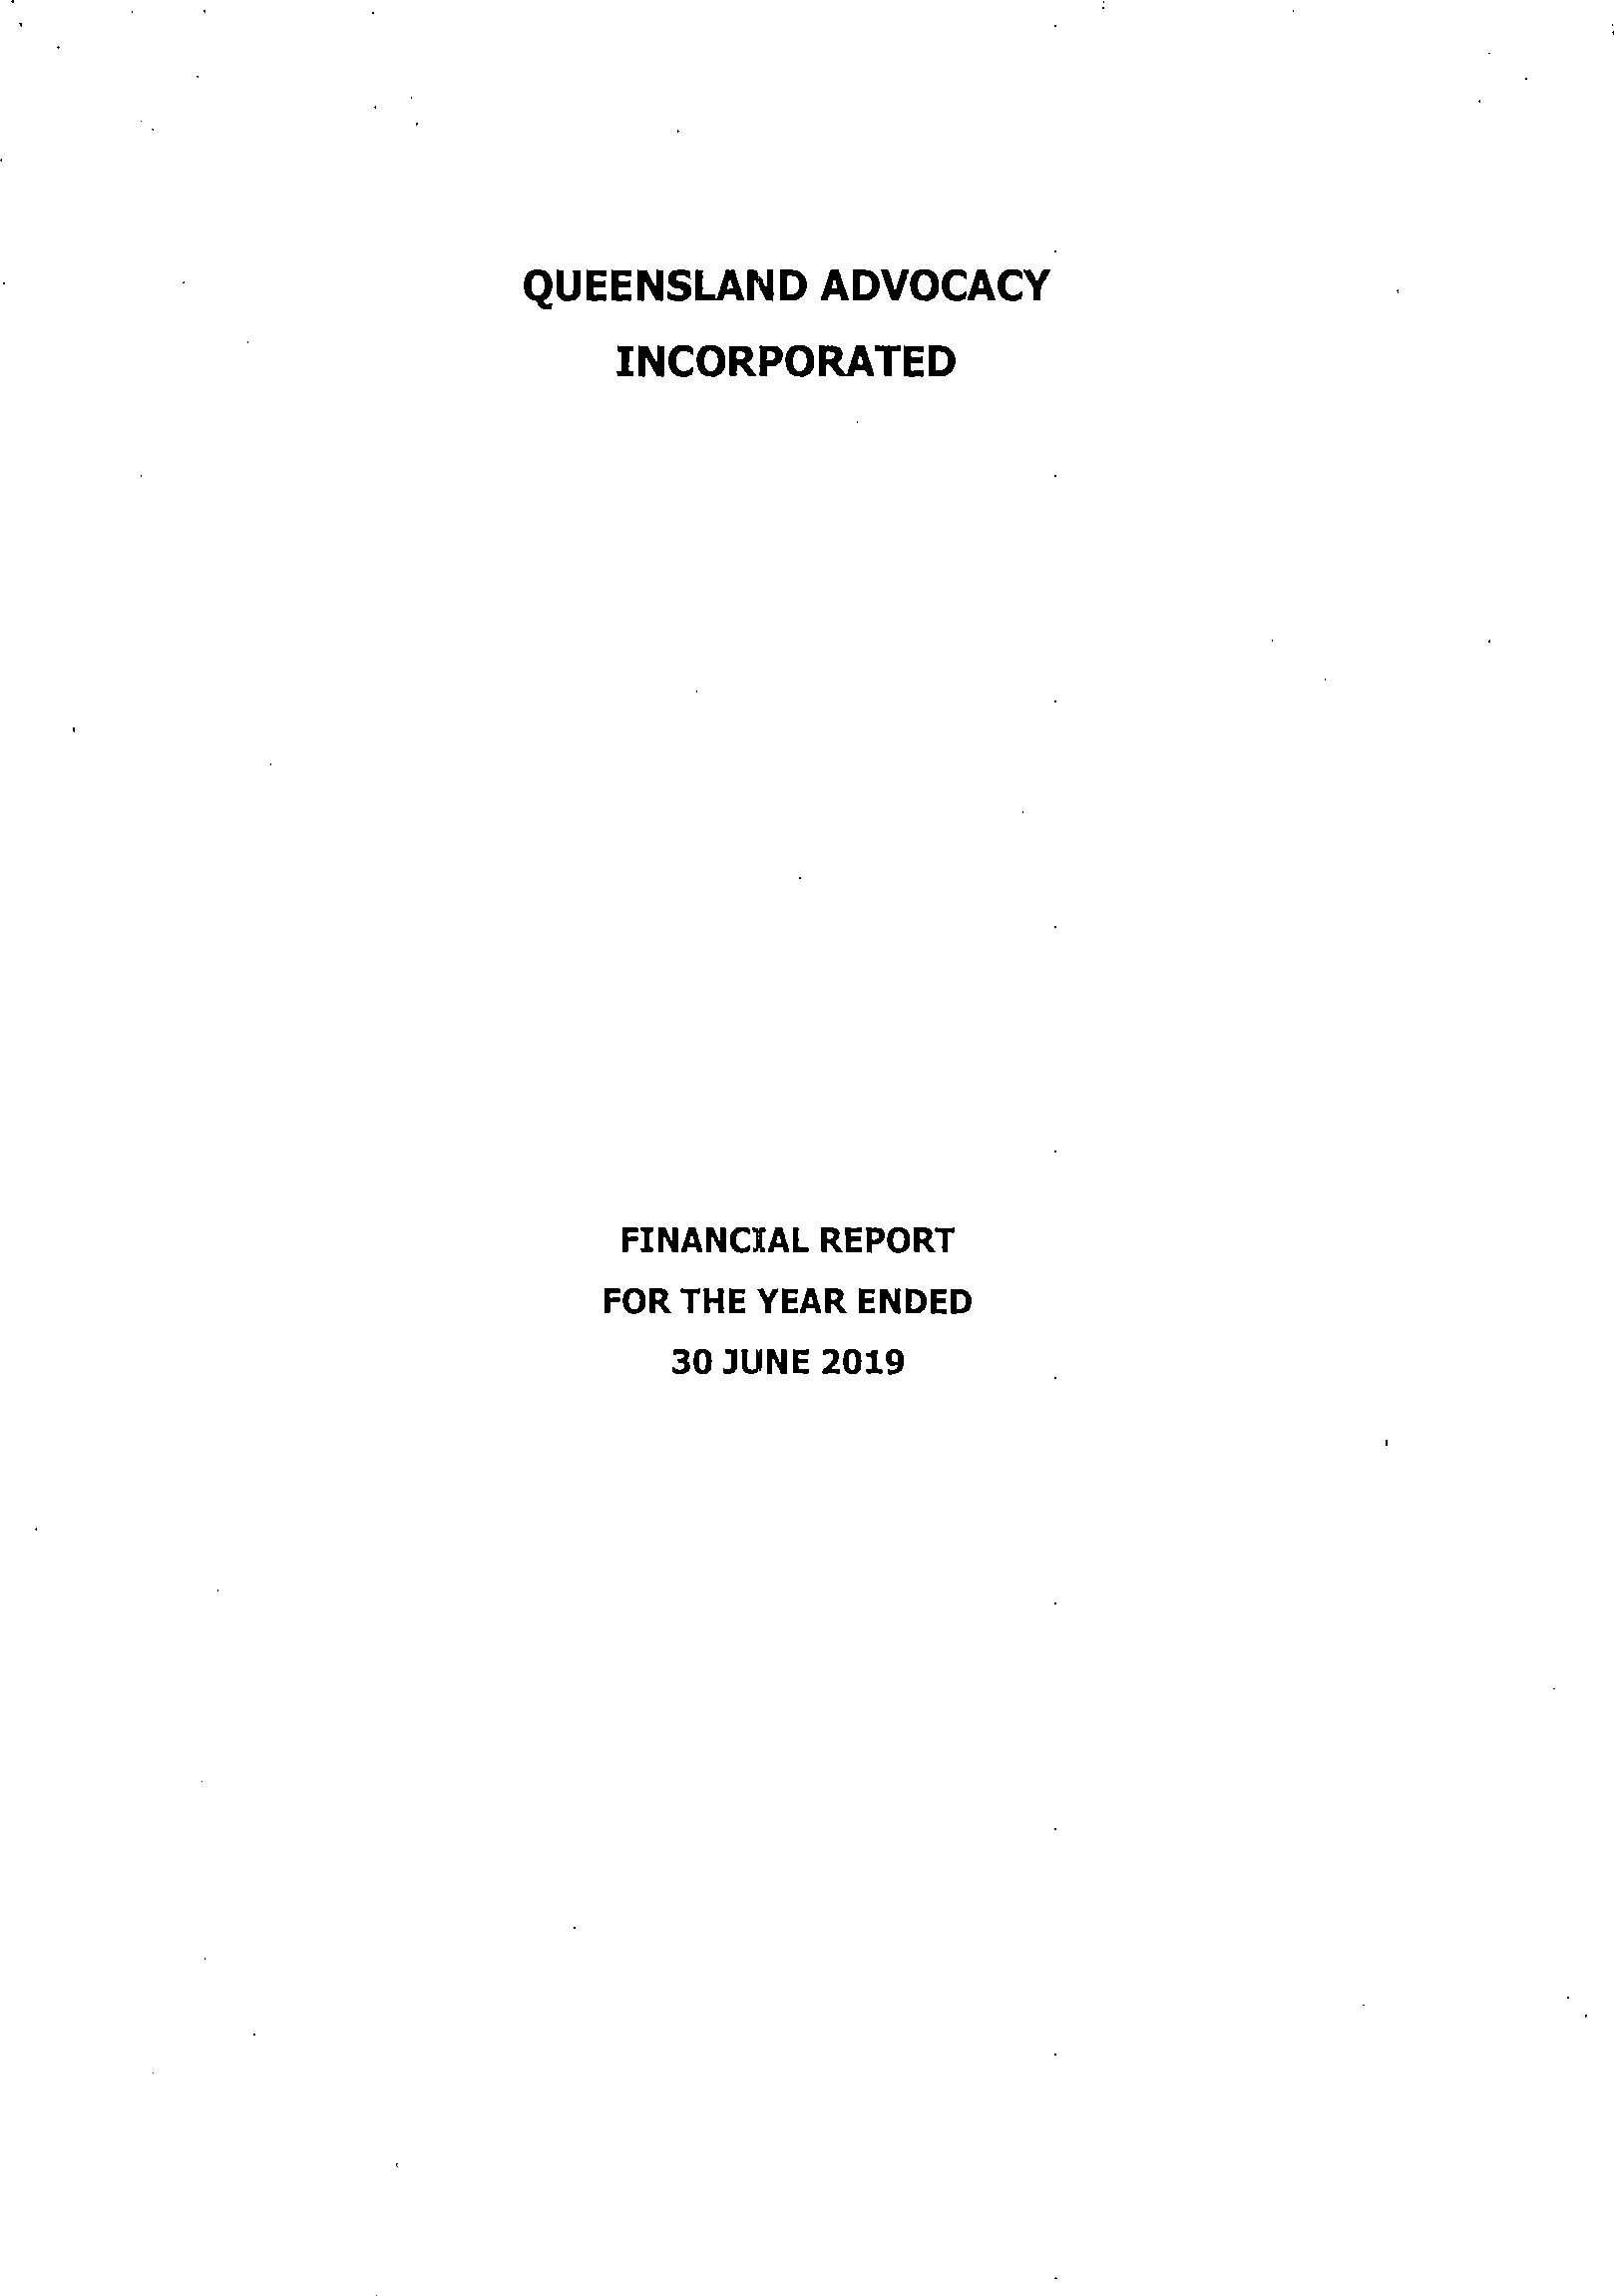 QUEENSLAND ADVOCACY
INCORPORATED
FINANCIAL REPORT
FOR THE YEAR ENDED
30 JUNE 2019